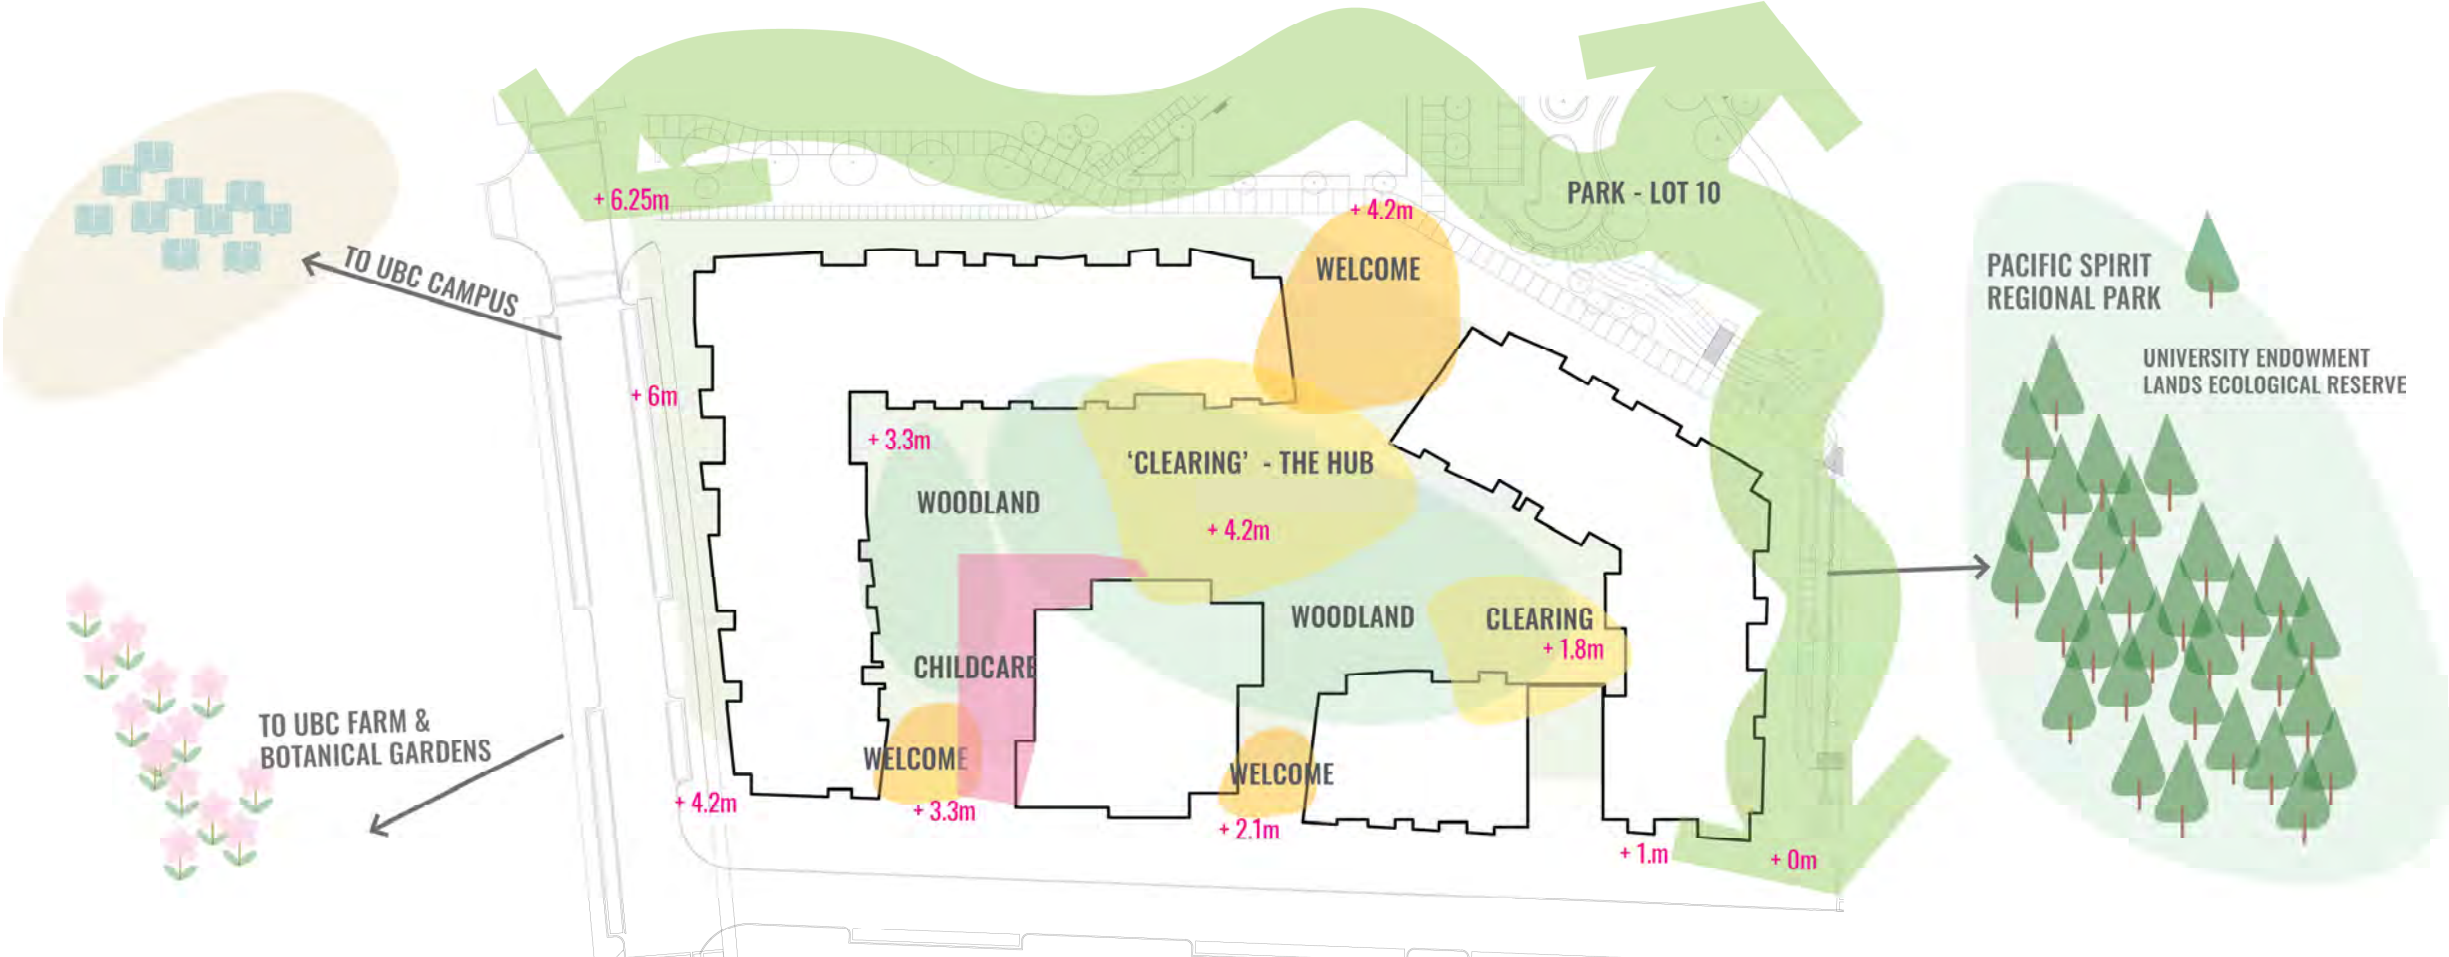 PARK - LOT 10
+ 6.25m
+ 4.2m
WELCOME
TO UBC CAMPUS
PACIFIC SPIRIT
REGIONAL PARK
UNIVERSITY ENDOWMENT
LANDS ECOLOGICAL RESERVE
+ 6m
+ 3.3m
'CLEARING' - THE HUB
WOODLAND
+ 4.2m
WOODLAND
CLEARING
+ 1.8m
CHILDCARE
TO UBC FARM &
BOTANICAL GARDENS
WELCOME
WELCOME
+ 4.2m
+ 3.3m
+ 2.1m
+ 1.m
+ 0m